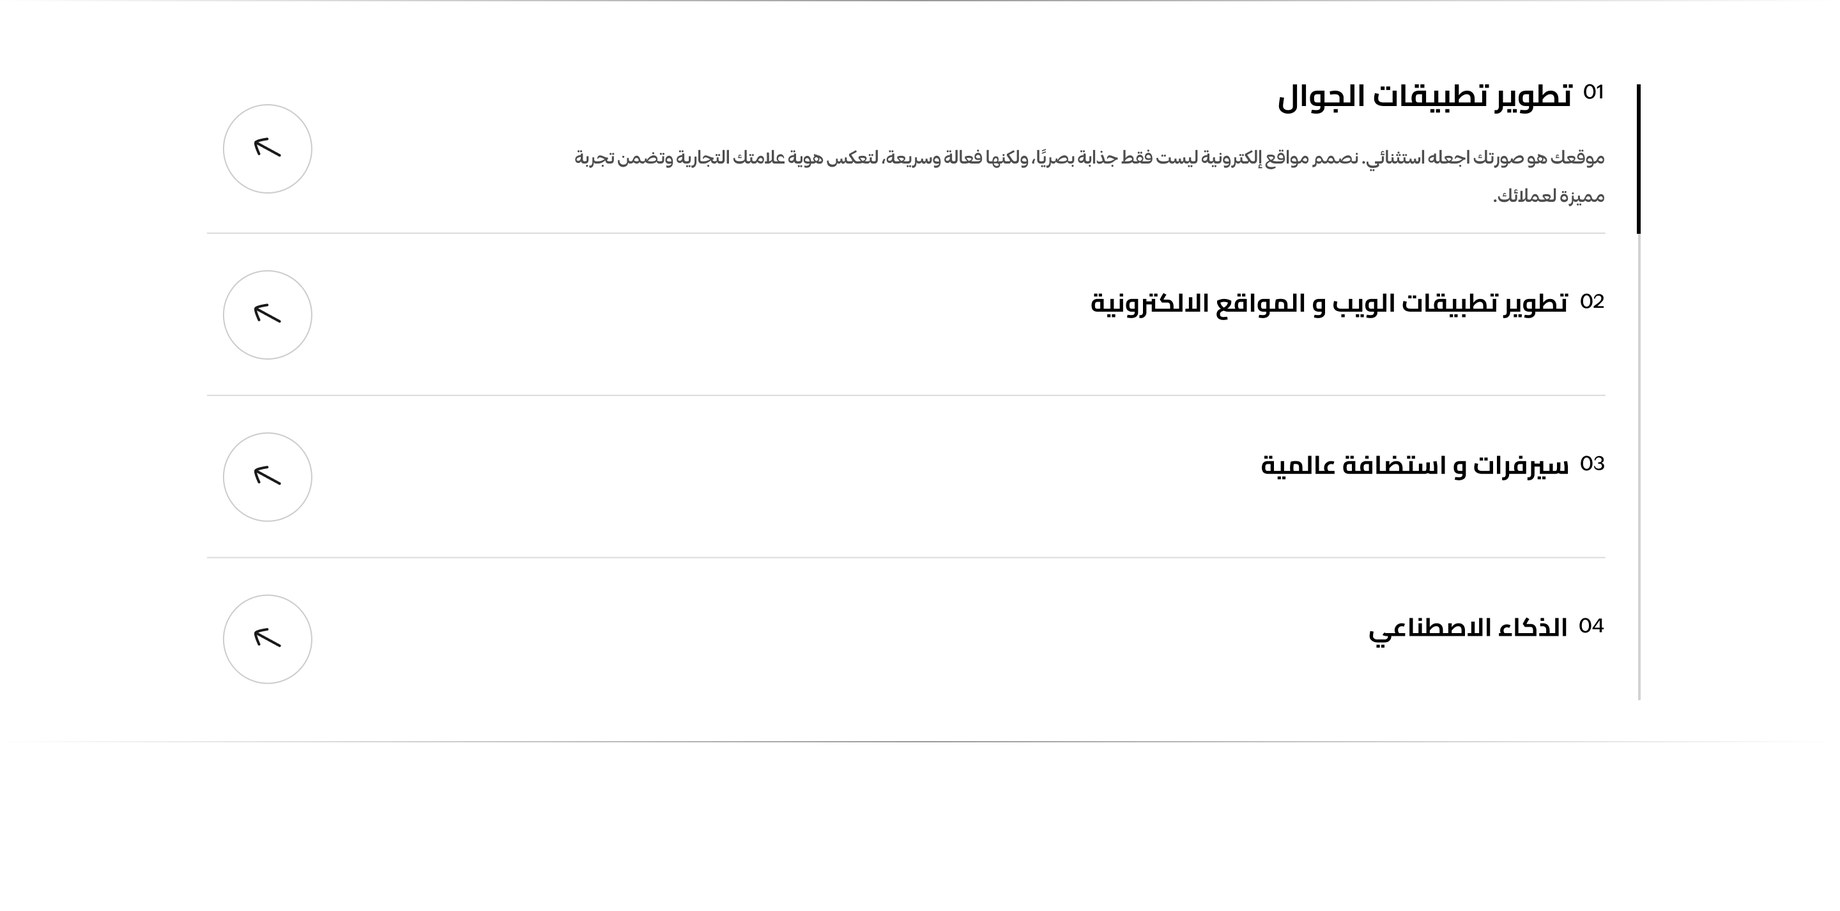 01 تطوير تطبيقات الجوال
موقعك هو صورتك اجعله استثنائي. نصمم مواقع إلكترونية ليست فقط جذابة بصريًا، ولكنها فعالة وسريعة، لتعكس هوية علامتك التجارية وتضمن تجربة
مميزة لعملائك.
02 تطوير تطبيقات الويب و المواقع الالكترونية
03 سيرفرات و استضافة عالمية
04 الذكاء الاصطناعي